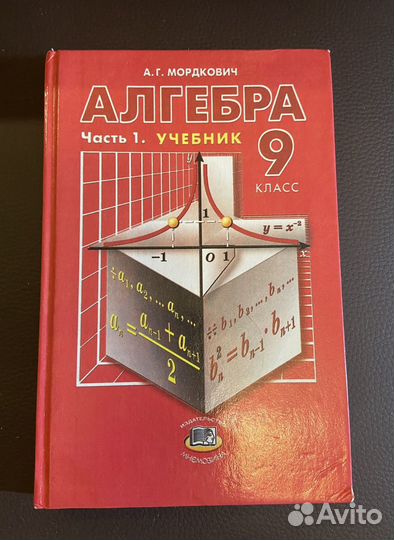 А. Г. МОРДКОВИЧ
АЛГЕБРА
Часть 1. УЧЕБНИК
9
КЛАСС
y
1
y = x⁻²
-1 0 1 x
÷a₁, a₂, ... aₙ, ...
aₙ = (aₙ₋₁ + aₙ₊₁) / 2
÷÷ b₁, b₂, ..., bₙ, ...
bₙ² = bₙ₋₁ · bₙ₊₁
ИЗДАТЕЛЬСТВО
МНЕМОЗИНА
Avito